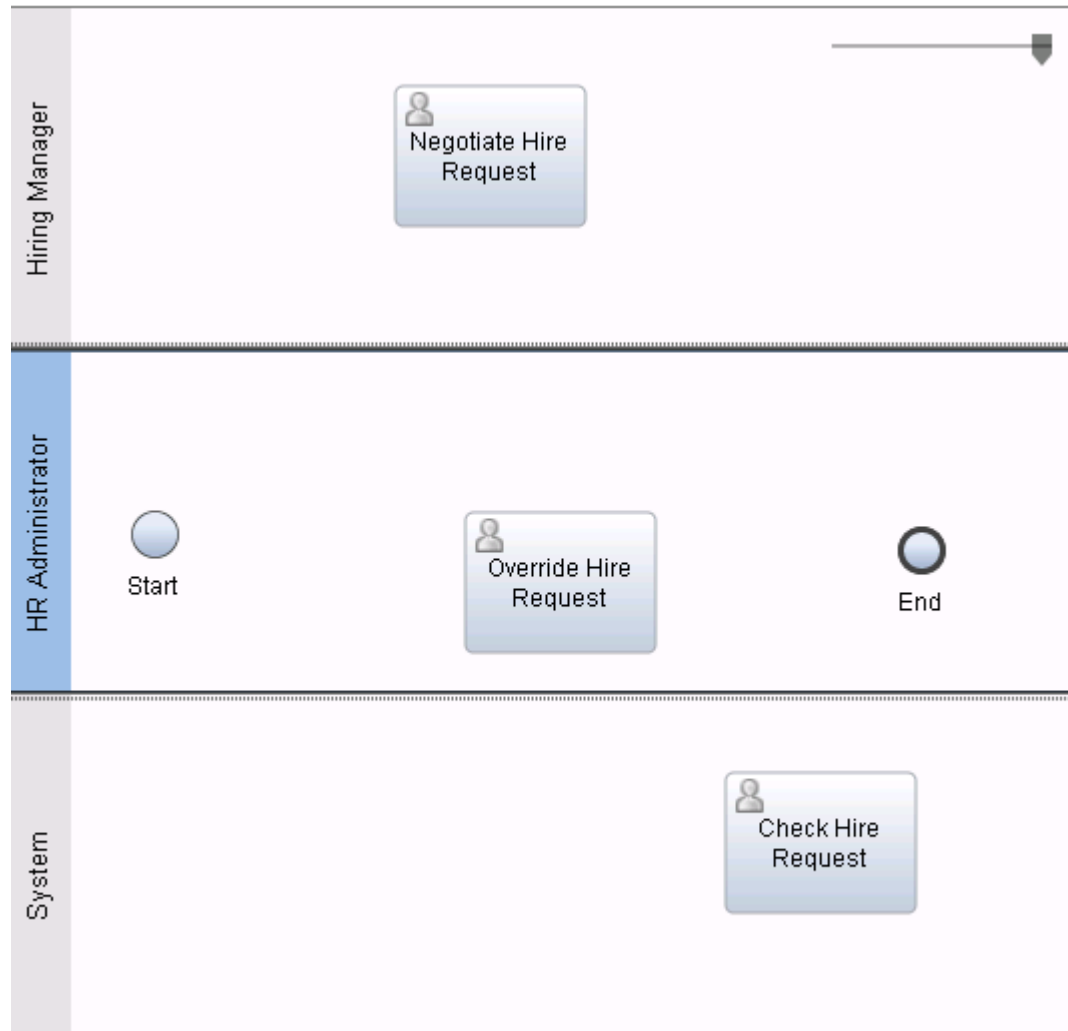 Hiring Manager
Negotiate Hire
Request
HR Administrator
Start
Override Hire
Request
End
System
Check Hire
Request